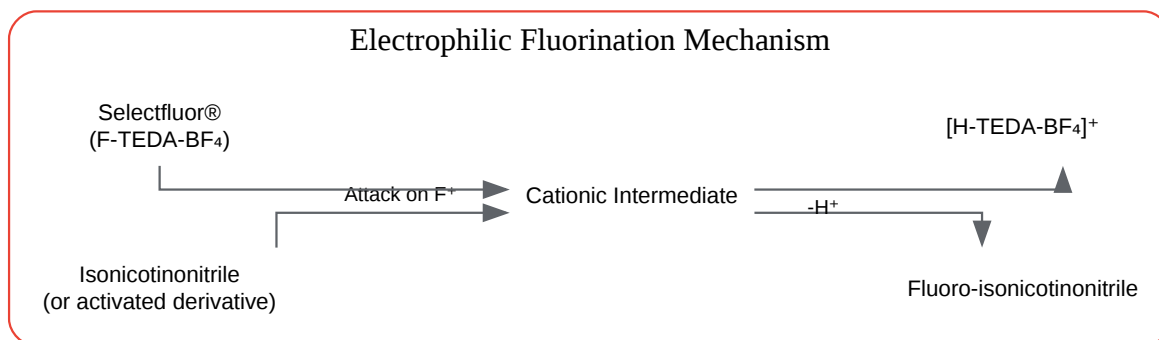 Electrophilic Fluorination Mechanism
Selectfluor®
(F-TEDA-BF₄)
[H-TEDA-BF₄]⁺
Attack on F⁺
Cationic Intermediate
-H⁺
Isonicotinonitrile
(or activated derivative)
Fluoro-isonicotinonitrile